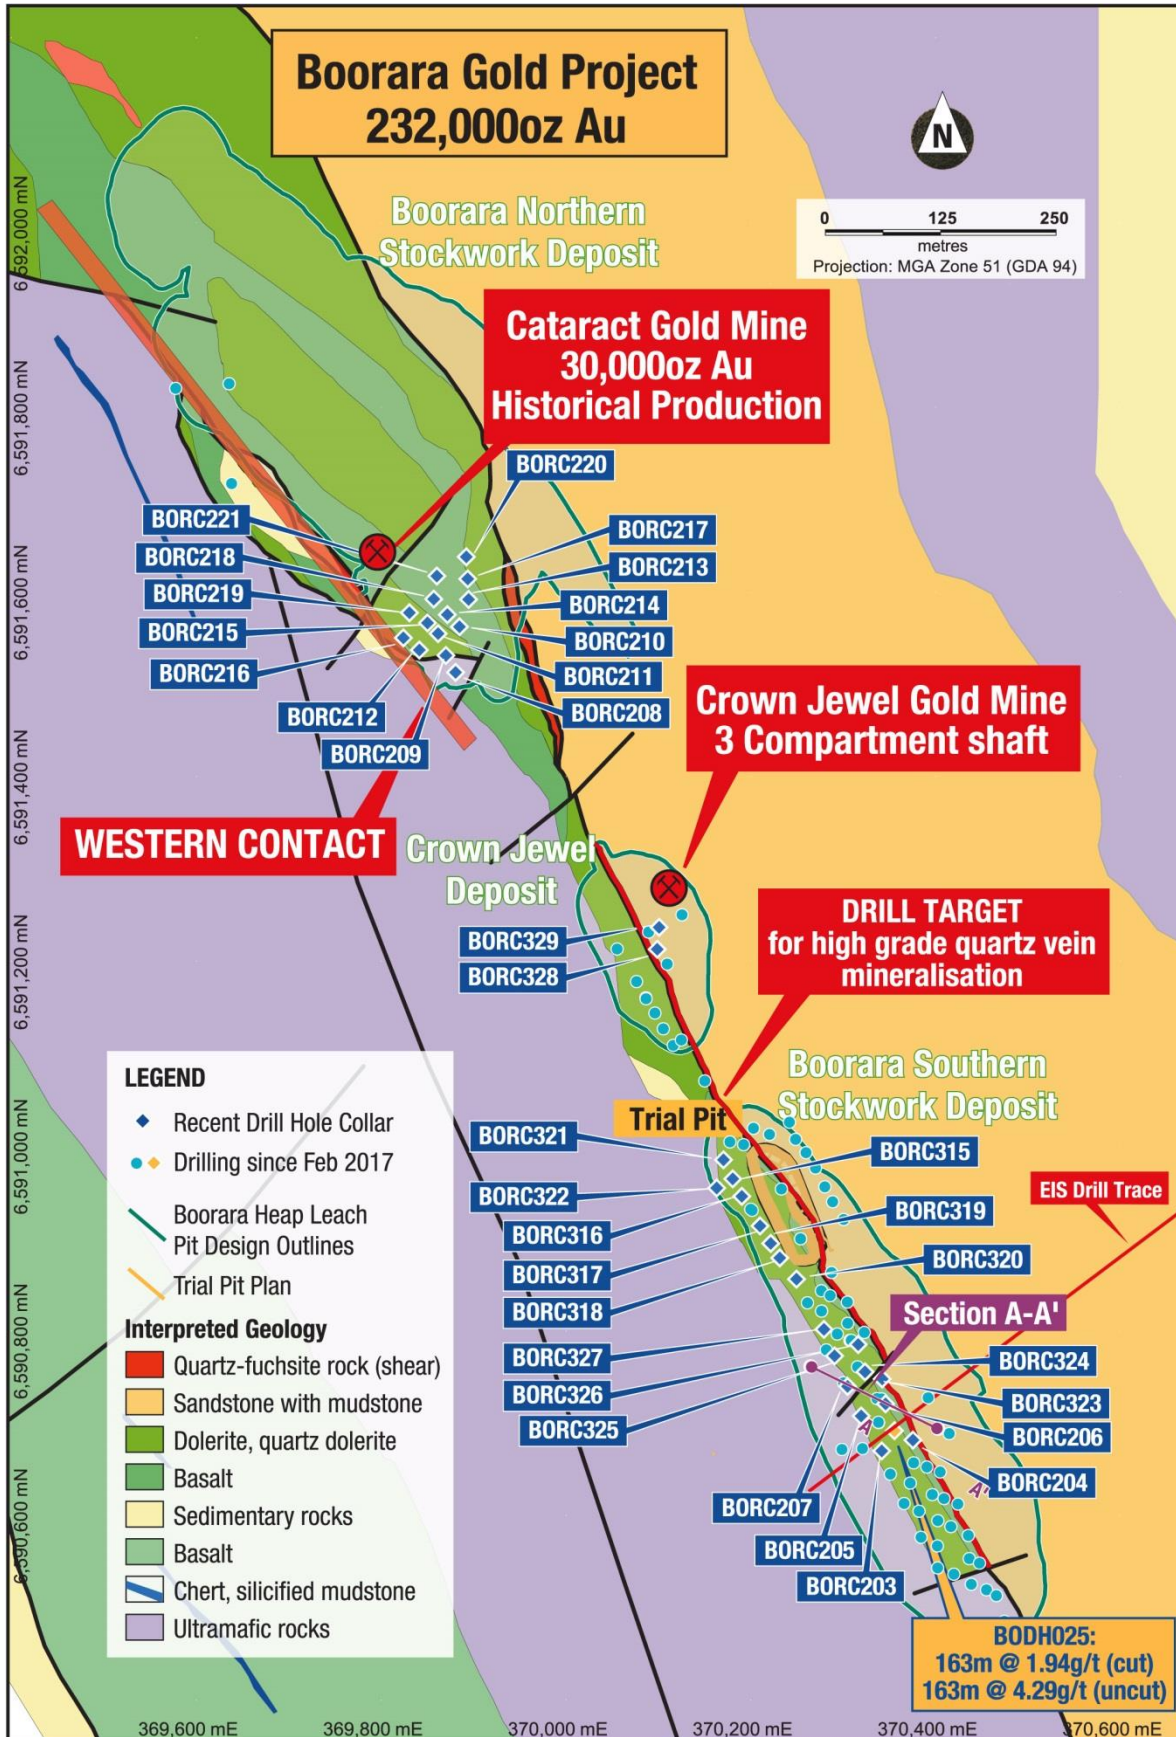 Boorara Gold Project
232,000oz Au
N
0 125 250
metres
Projection: MGA Zone 51 (GDA 94)
6,592,000 mN
Boorara Northern
Stockwork Deposit
Cataract Gold Mine
30,000oz Au
Historical Production
6,591,800 mN
BORC220
BORC221
BORC217
BORC218
BORC213
BORC219
BORC214
6,591,600 mN
BORC215
BORC210
BORC216
BORC211
BORC212
BORC208
BORC209
Crown Jewel Gold Mine
3 Compartment shaft
6,591,400 mN
WESTERN CONTACT
Crown Jewel
Deposit
DRILL TARGET
for high grade quartz vein
mineralisation
BORC329
BORC328
6,591,200 mN
Boorara Southern
Stockwork Deposit
Trial Pit
BORC321
BORC315
6,591,000 mN
BORC322
EIS Drill Trace
BORC316
BORC319
BORC317
BORC320
BORC318
Section A-A'
BORC327
BORC324
6,590,800 mN
BORC326
BORC323
BORC325
BORC206
A
BORC204
A'
BORC207
BORC205
6,590,600 mN
BORC203
LEGEND
Recent Drill Hole Collar
Drilling since Feb 2017
Boorara Heap Leach
Pit Design Outlines
Trial Pit Plan
Interpreted Geology
Quartz-fuchsite rock (shear)
Sandstone with mudstone
Dolerite, quartz dolerite
Basalt
Sedimentary rocks
Basalt
Chert, silicified mudstone
Ultramafic rocks
BODH025:
163m @ 1.94g/t (cut)
163m @ 4.29g/t (uncut)
369,600 mE 369,800 mE 370,000 mE 370,200 mE 370,400 mE 370,600 mE